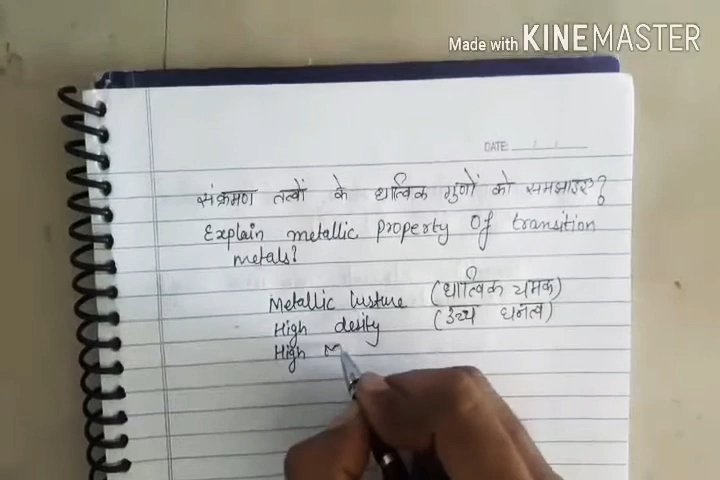 Made with KINEMASTER
DATE:
संक्रमण तत्वों के धात्विक गुणों को समझाइए?
Explain metallic property of transition
metals?
Metallic lusture (धात्विक चमक)
High desity (उच्च घनत्व)
High m